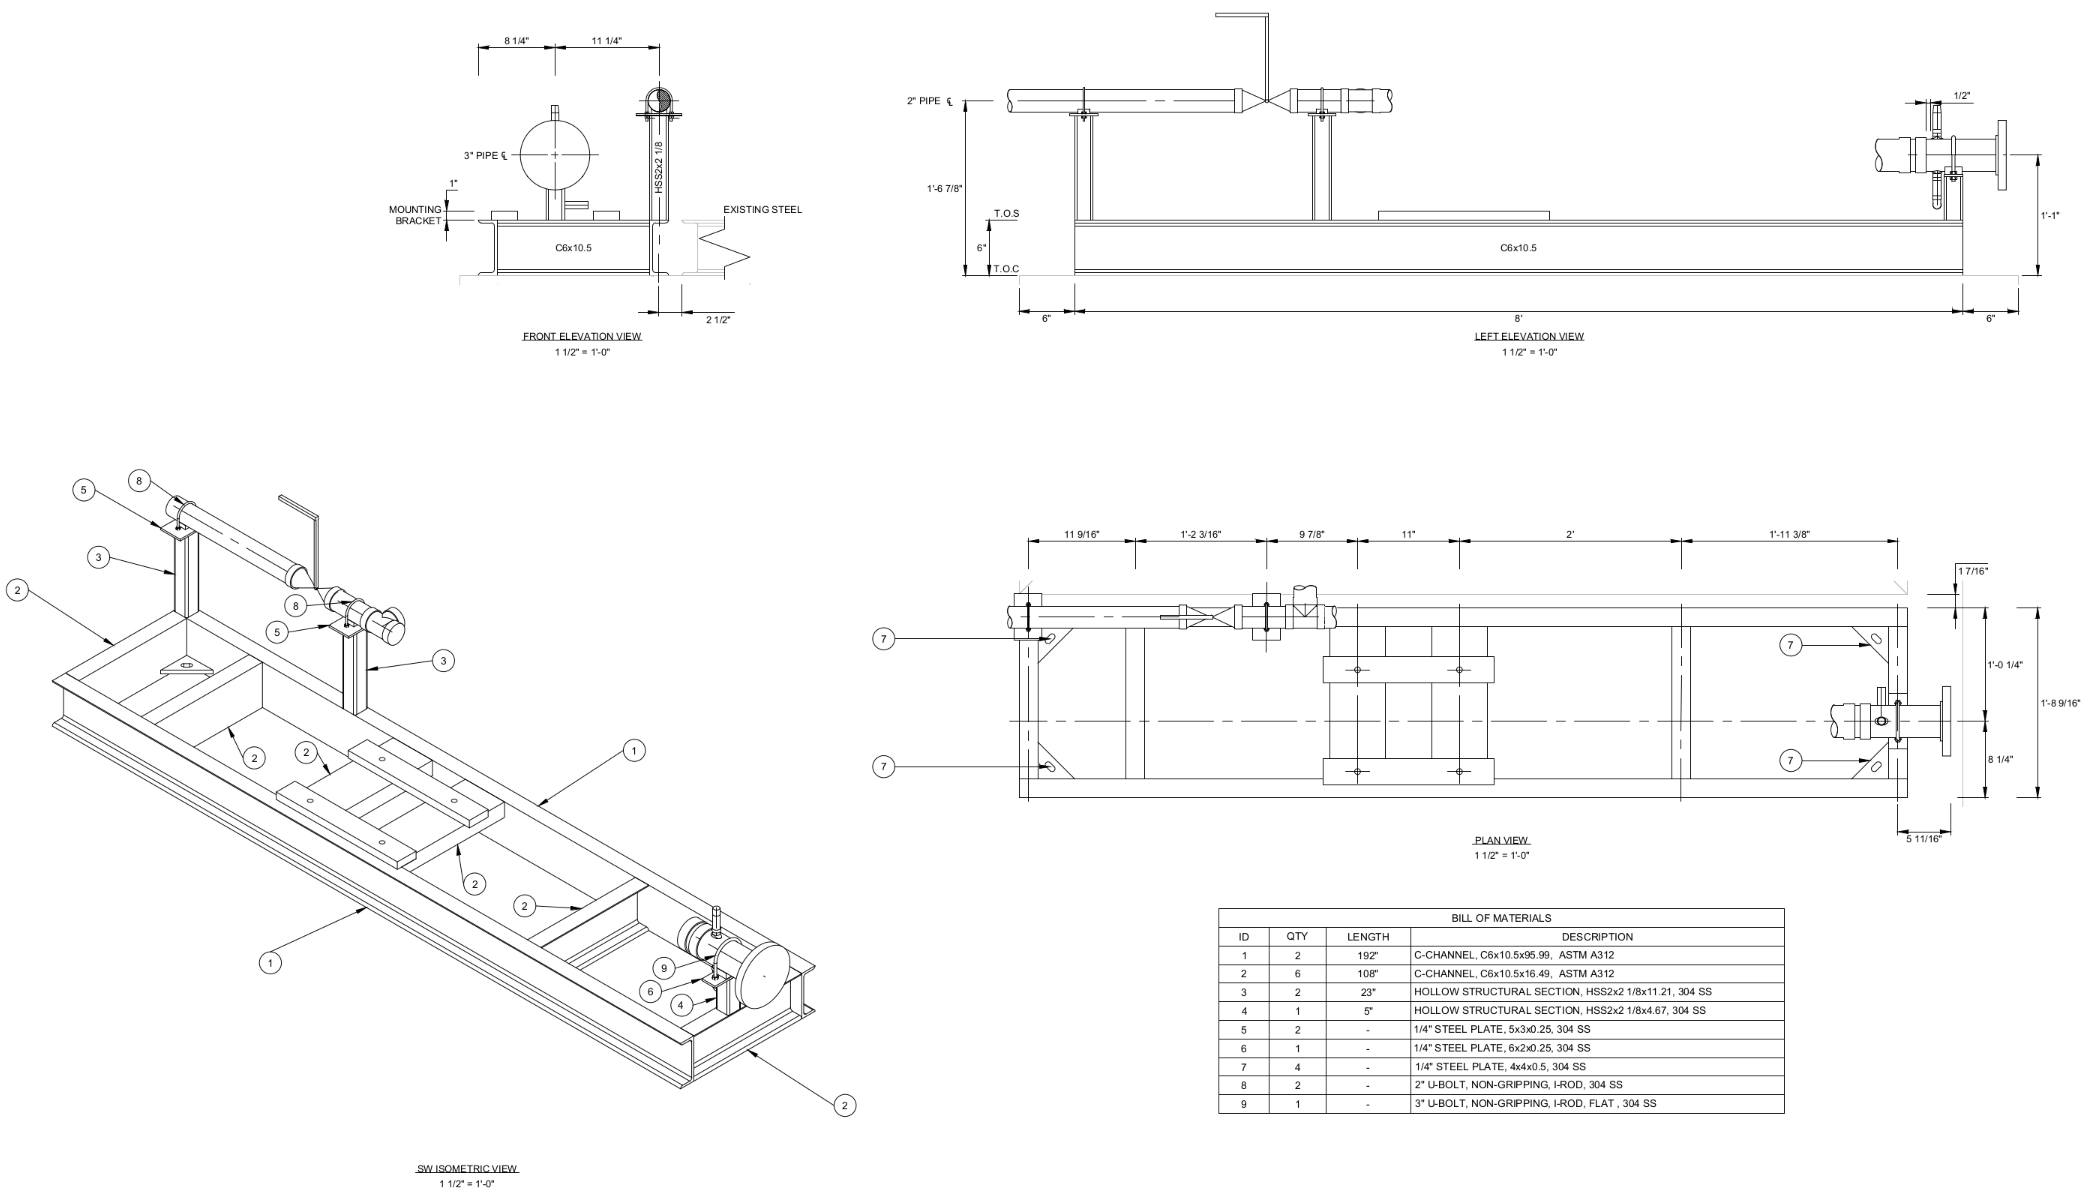 8 1/4"
11 1/4"
3" PIPE ℄
HSS2x2 1/8
1"
MOUNTING
BRACKET
EXISTING STEEL
C6x10.5
2 1/2"
FRONT ELEVATION VIEW
1 1/2" = 1'-0"
2" PIPE ℄
1/2"
1'-6 7/8"
T.O.S
1'-1"
6"
C6x10.5
T.O.C
6"
8'
6"
LEFT ELEVATION VIEW
1 1/2" = 1'-0"
8
5
3
2
8
5
3
2
2
1
2
2
9
6
4
1
2
SW ISOMETRIC VIEW
1 1/2" = 1'-0"
11 9/16"
1'-2 3/16"
9 7/8"
11"
2'
1'-11 3/8"
1 7/16"
7
7
1'-0 1/4"
1'-8 9/16"
7
7
8 1/4"
5 11/16"
PLAN VIEW
1 1/2" = 1'-0"
BILL OF MATERIALS
ID QTY LENGTH DESCRIPTION
1 2 192" C-CHANNEL, C6x10.5x95.99, ASTM A312
2 6 108" C-CHANNEL, C6x10.5x16.49, ASTM A312
3 2 23" HOLLOW STRUCTURAL SECTION, HSS2x2 1/8x11.21, 304 SS
4 1 5" HOLLOW STRUCTURAL SECTION, HSS2x2 1/8x4.67, 304 SS
5 2 - 1/4" STEEL PLATE, 5x3x0.25, 304 SS
6 1 - 1/4" STEEL PLATE, 6x2x0.25, 304 SS
7 4 - 1/4" STEEL PLATE, 4x4x0.5, 304 SS
8 2 - 2" U-BOLT, NON-GRIPPING, I-ROD, 304 SS
9 1 - 3" U-BOLT, NON-GRIPPING, I-ROD, FLAT , 304 SS